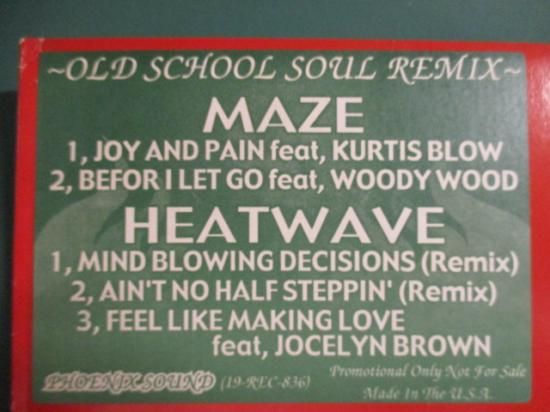 ~OLD SCHOOL SOUL REMIX~
MAZE
1, JOY AND PAIN feat, KURTIS BLOW
2, BEFOR I LET GO feat, WOODY WOOD
HEATWAVE
1, MIND BLOWING DECISIONS (Remix)
2, AIN'T NO HALF STEPPIN' (Remix)
3, FEEL LIKE MAKING LOVE
feat, JOCELYN BROWN
PHOENIX SOUND (19-REC-836)
Promotional Only Not For Sale
Made In The U.S.A.